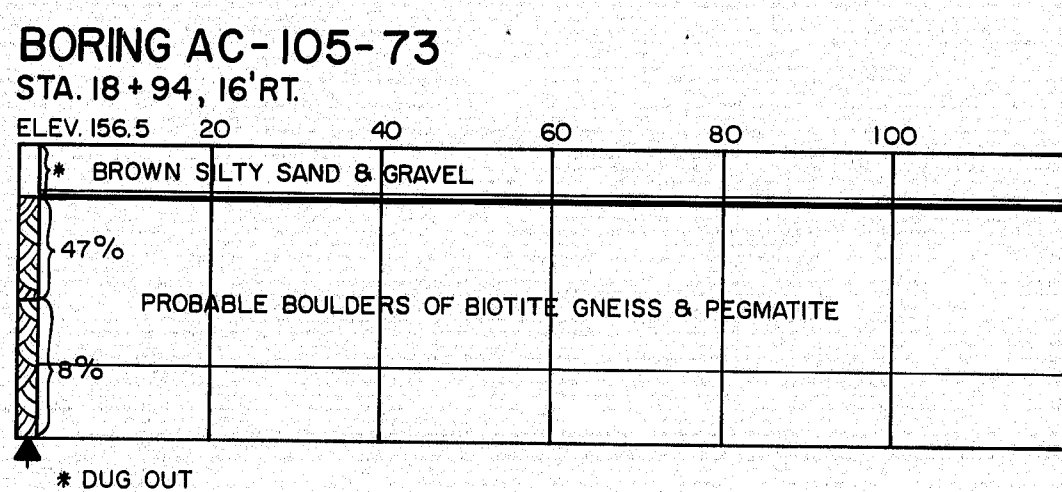 BORING AC-105-73
STA. 18+94, 16' RT.
ELEV. 156.5 20 40 60 80 100
* BROWN SILTY SAND & GRAVEL
47%
PROBABLE BOULDERS OF BIOTITE GNEISS & PEGMATITE
8%
* DUG OUT